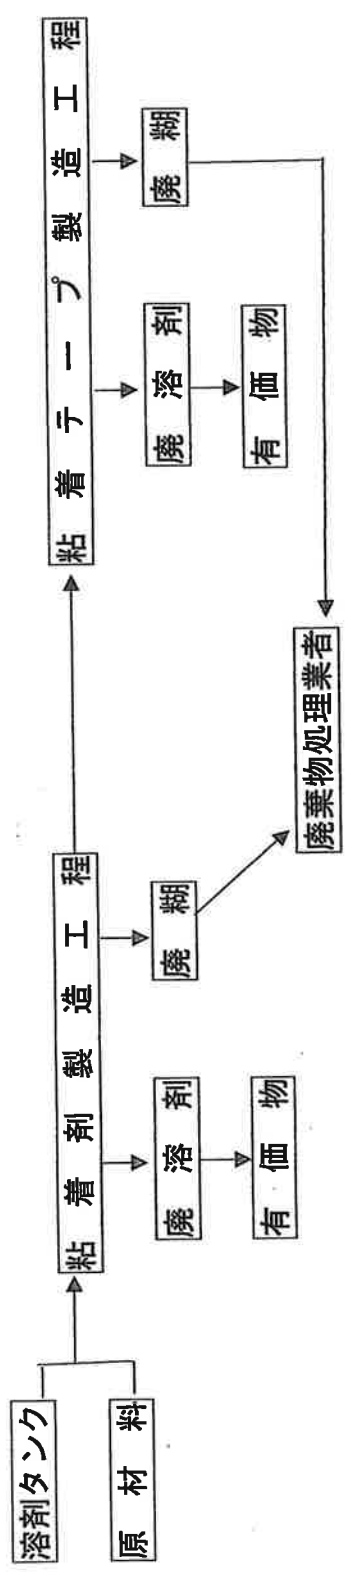 溶剤タンク
原材料
粘着剤製造工程
廃溶剤
有価物
廃糊
粘着テープ製造工程
廃溶剤
有価物
廃糊
廃棄物処理業者